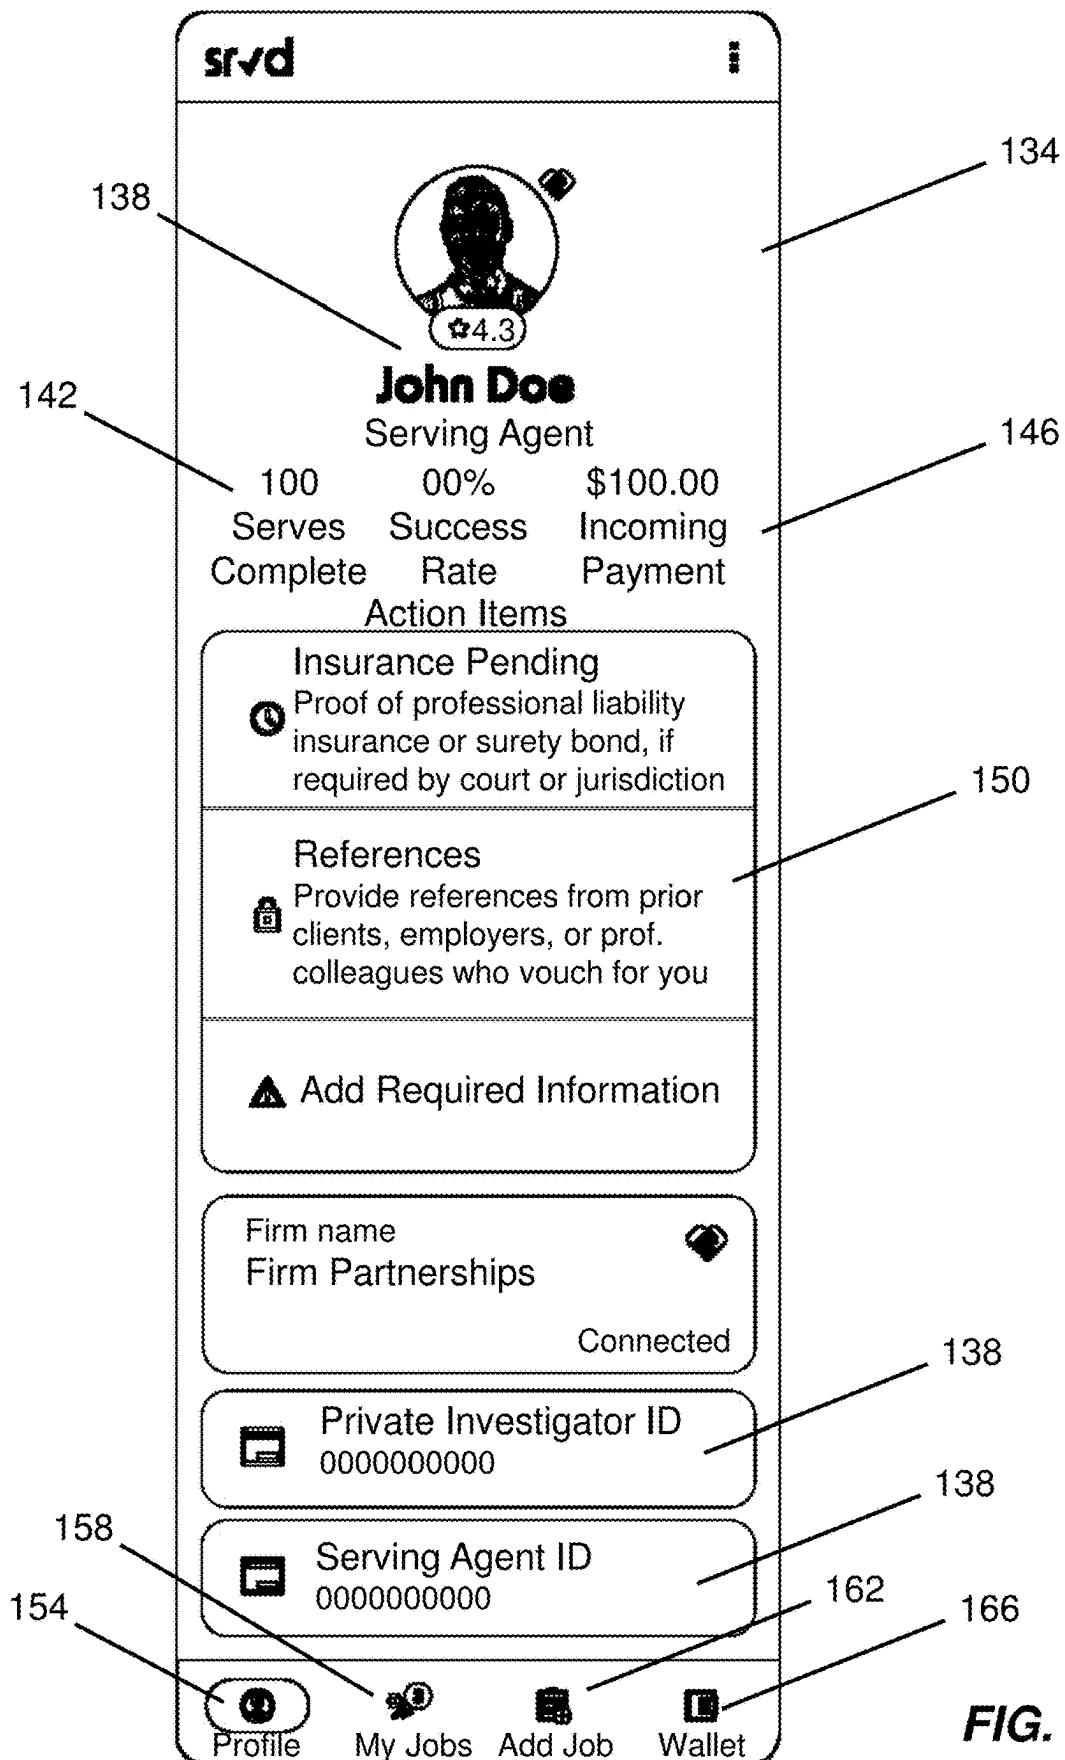 sr✓d
134
138
☆4.3
John Doe
142
Serving Agent
146
100 00% $100.00
Serves Success Incoming
Complete Rate Payment
Action Items
Insurance Pending
Proof of professional liability
insurance or surety bond, if
required by court or jurisdiction
150
References
Provide references from prior
clients, employers, or prof.
colleagues who vouch for you
Add Required Information
Firm name
Firm Partnerships
Connected
138
Private Investigator ID
0000000000
138
158
Serving Agent ID
0000000000
162
154
166
Profile My Jobs Add Job Wallet
FIG.